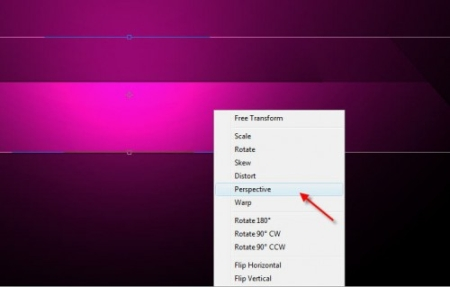 Free Transform
Scale
Rotate
Skew
Distort
Perspective
Warp
Rotate 180°
Rotate 90° CW
Rotate 90° CCW
Flip Horizontal
Flip Vertical